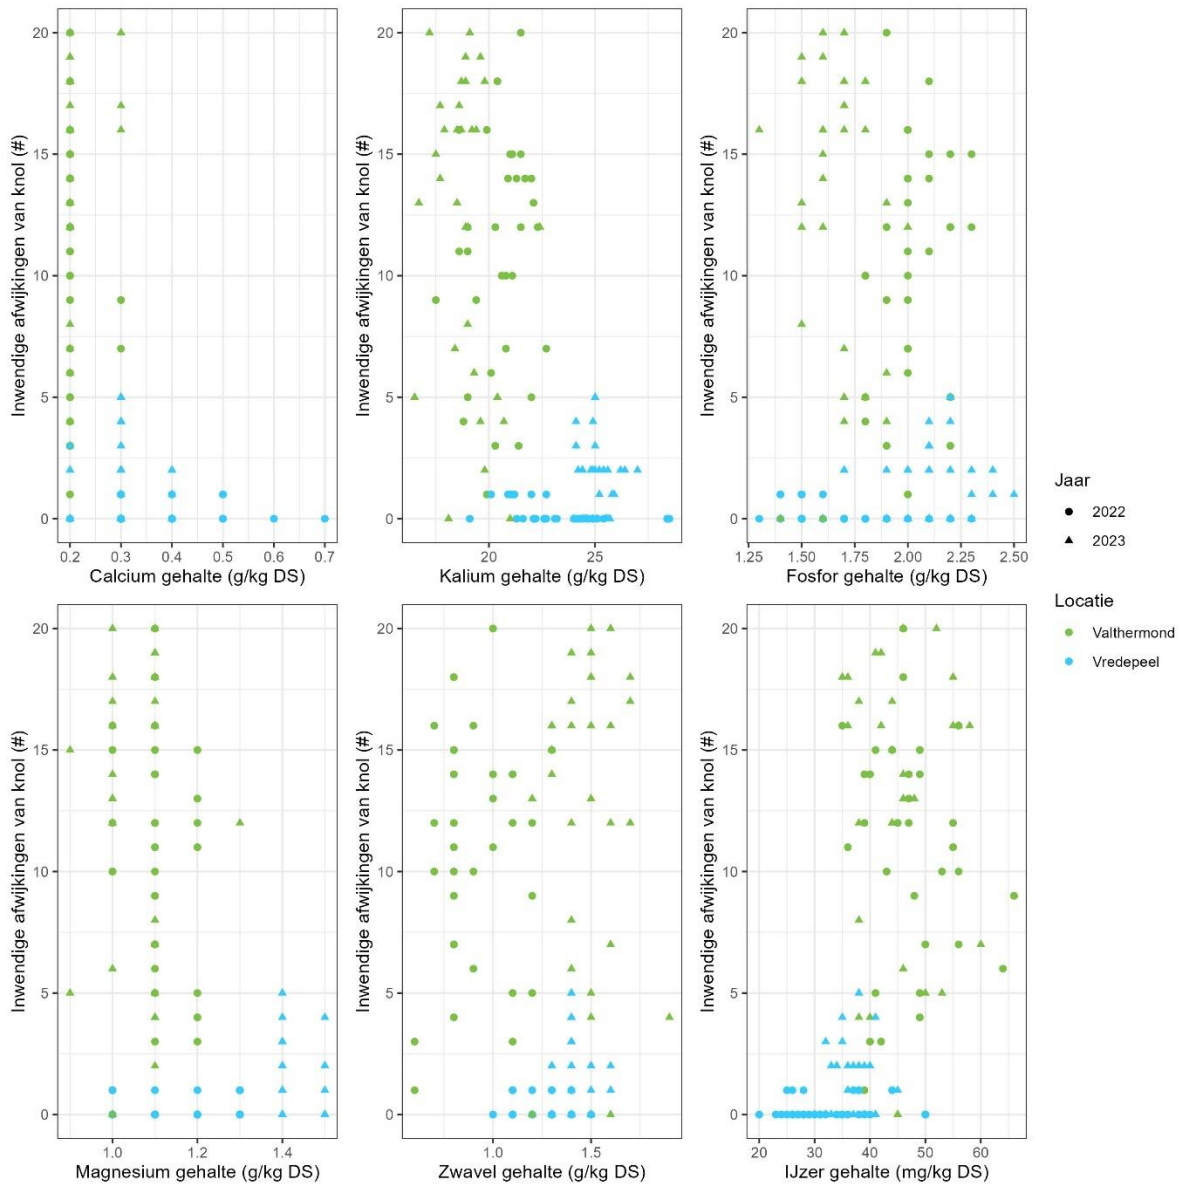 20
15
10
5
0
Inwendige afwijkingen van knol (#)
0.2 0.3 0.4 0.5 0.6 0.7
Calcium gehalte (g/kg DS)
20
15
10
5
0
Inwendige afwijkingen van knol (#)
20 25
Kalium gehalte (g/kg DS)
20
15
10
5
0
Inwendige afwijkingen van knol (#)
1.25 1.50 1.75 2.00 2.25 2.50
Fosfor gehalte (g/kg DS)
20
15
10
5
0
Inwendige afwijkingen van knol (#)
1.0 1.2 1.4
Magnesium gehalte (g/kg DS)
20
15
10
5
0
Inwendige afwijkingen van knol (#)
1.0 1.5
Zwavel gehalte (g/kg DS)
20
15
10
5
0
Inwendige afwijkingen van knol (#)
20 30 40 50 60
IJzer gehalte (mg/kg DS)
Jaar
2022
2023
Locatie
Valthermond
Vredepeel